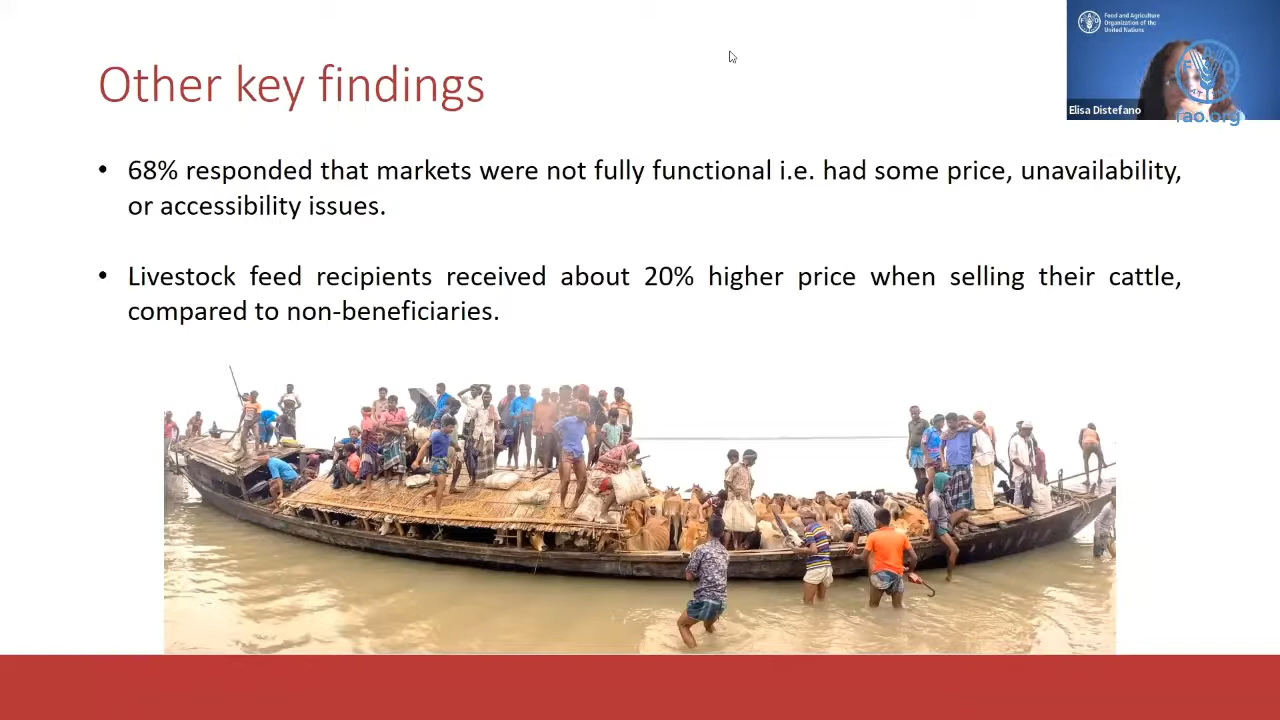 Other key findings
• 68% responded that markets were not fully functional i.e. had some price, unavailability,
or accessibility issues.
• Livestock feed recipients received about 20% higher price when selling their cattle,
compared to non-beneficiaries.
Food and Agriculture
Organization of the
United Nations
Elisa Distefano
fao.org